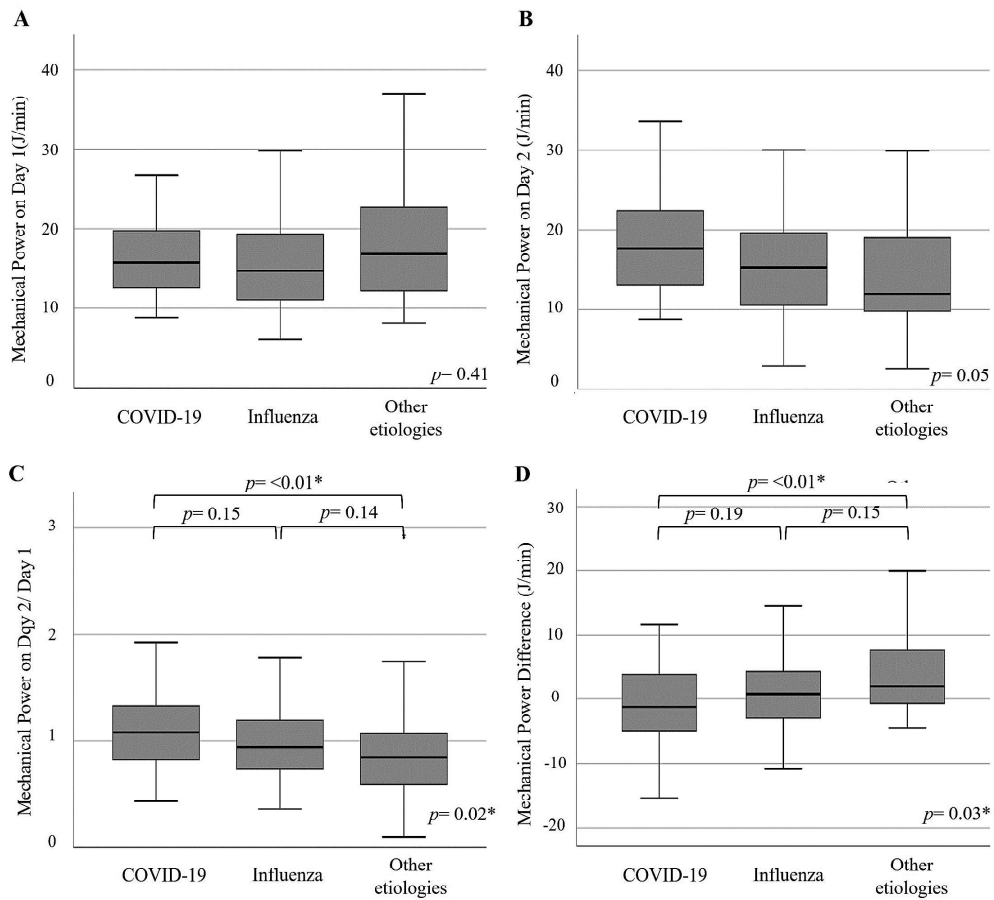 A
Mechanical Power on Day 1(J/min)
40
30
20
10
0
p– 0.41
COVID-19
Influenza
Other
etiologies
B
Mechanical Power on Day 2 (J/min)
40
30
20
10
0
p= 0.05
COVID-19
Influenza
Other
etiologies
C
Mechanical Power on Dqy 2/ Day 1
p= <0.01*
p= 0.15
p= 0.14
3
2
1
0
p= 0.02*
COVID-19
Influenza
Other
etiologies
D
Mechanical Power Difference (J/min)
p= <0.01*
p= 0.19
p= 0.15
30
20
10
0
-10
-20
p= 0.03*
COVID-19
Influenza
Other
etiologies